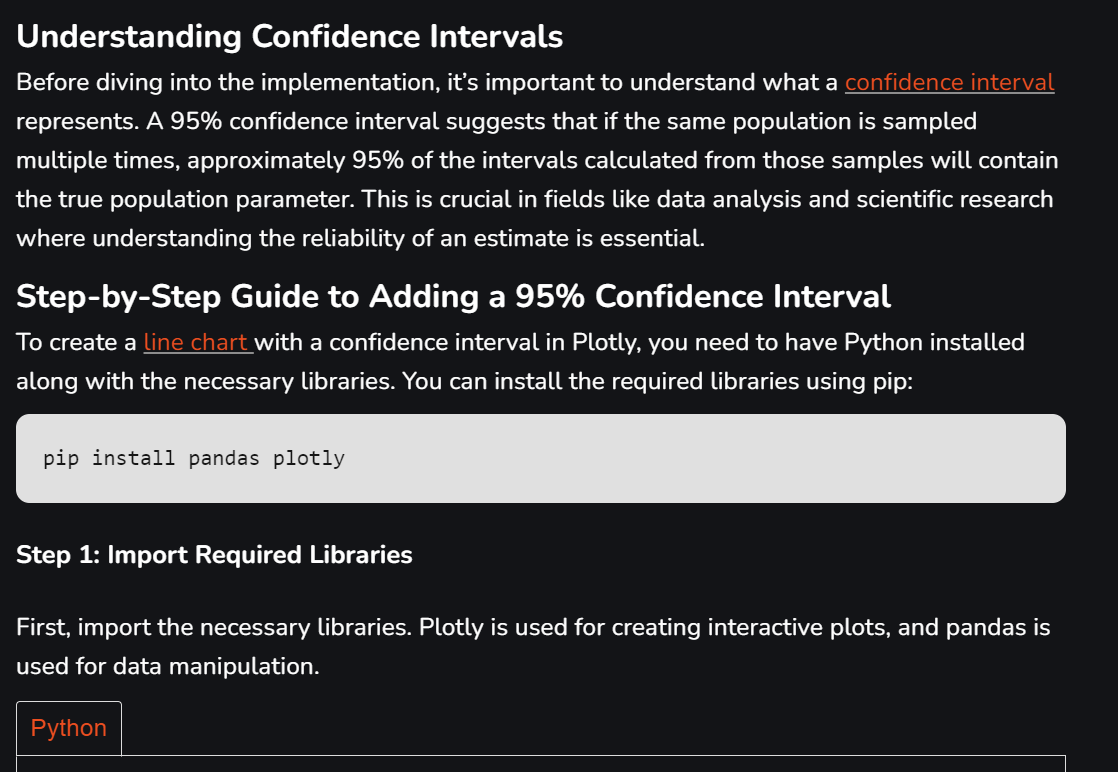 Understanding Confidence Intervals
Before diving into the implementation, it’s important to understand what a confidence interval
represents. A 95% confidence interval suggests that if the same population is sampled
multiple times, approximately 95% of the intervals calculated from those samples will contain
the true population parameter. This is crucial in fields like data analysis and scientific research
where understanding the reliability of an estimate is essential.
Step-by-Step Guide to Adding a 95% Confidence Interval
To create a line chart with a confidence interval in Plotly, you need to have Python installed
along with the necessary libraries. You can install the required libraries using pip:
pip install pandas plotly
Step 1: Import Required Libraries
First, import the necessary libraries. Plotly is used for creating interactive plots, and pandas is
used for data manipulation.
Python